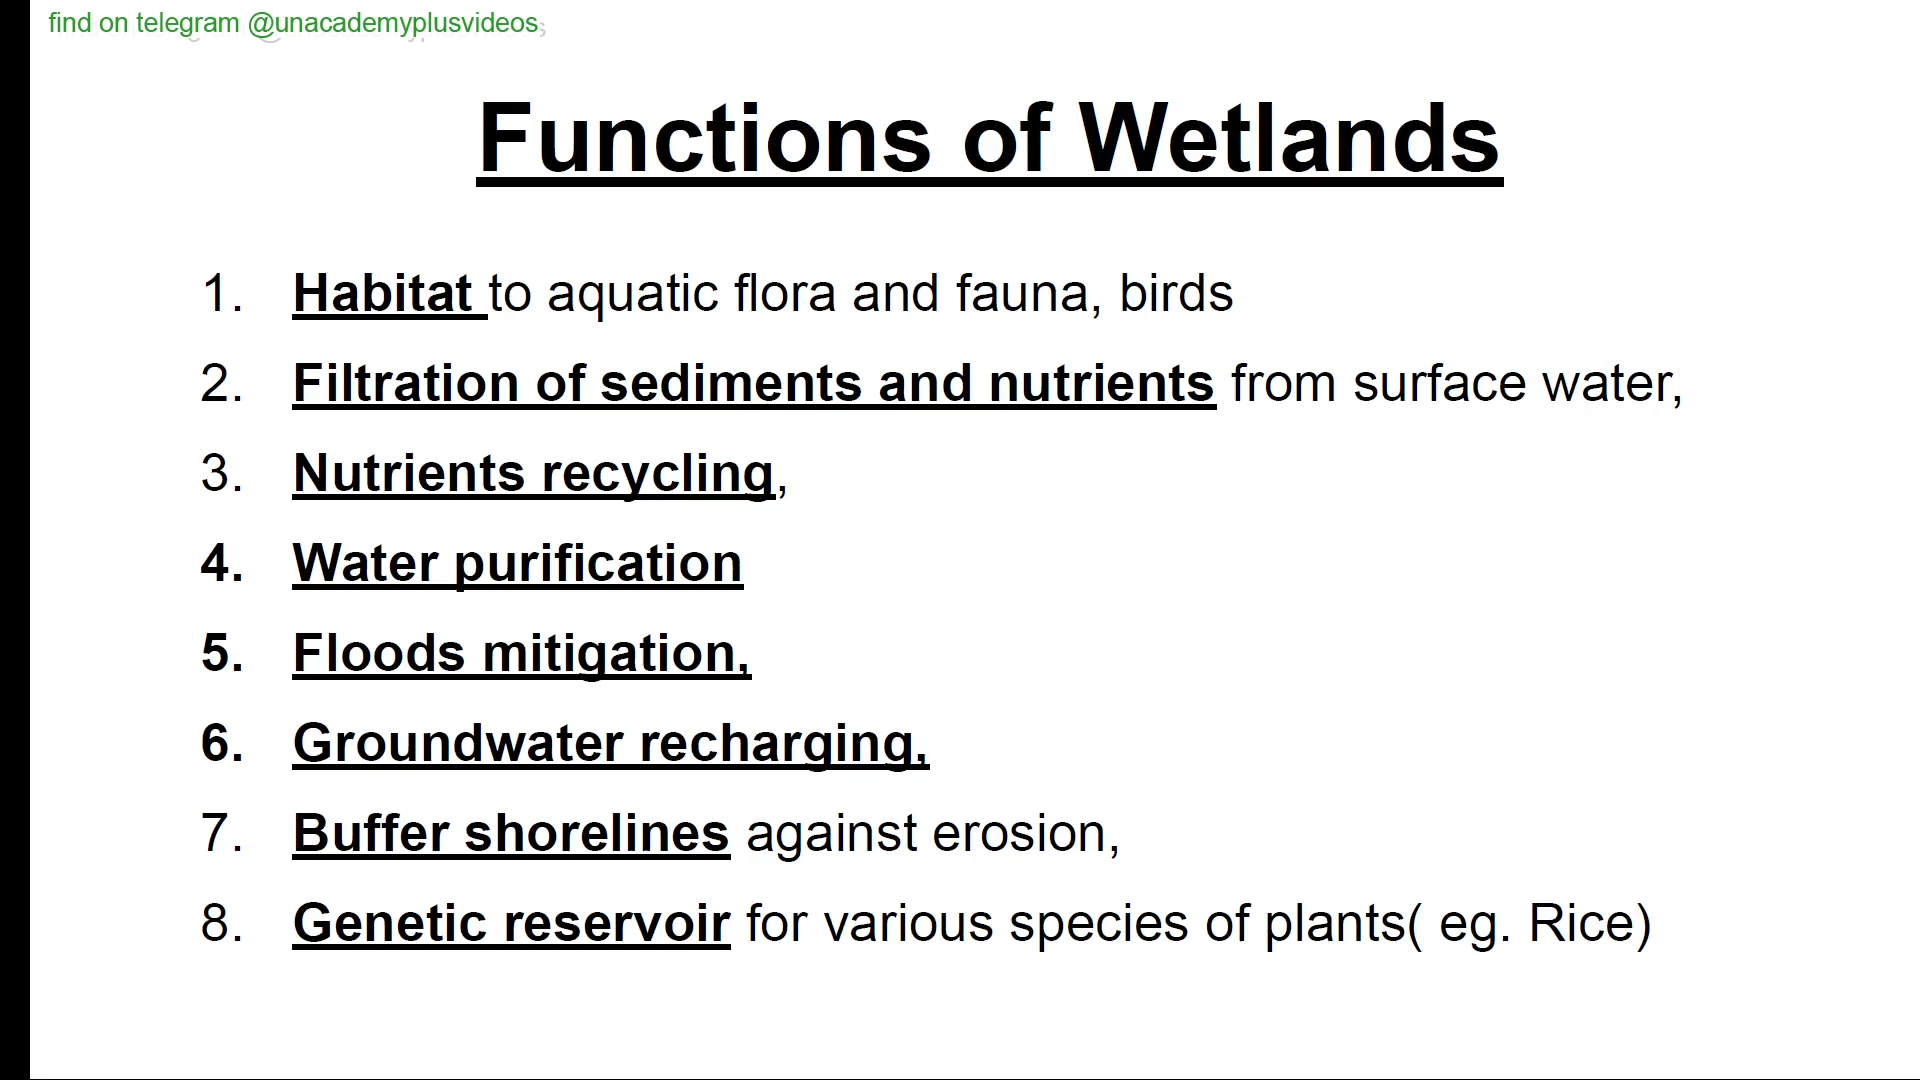 find on telegram @unacademyplusvideos
Functions of Wetlands
1. Habitat to aquatic flora and fauna, birds
2. Filtration of sediments and nutrients from surface water,
3. Nutrients recycling,
4. Water purification
5. Floods mitigation,
6. Groundwater recharging,
7. Buffer shorelines against erosion,
8. Genetic reservoir for various species of plants( eg. Rice)